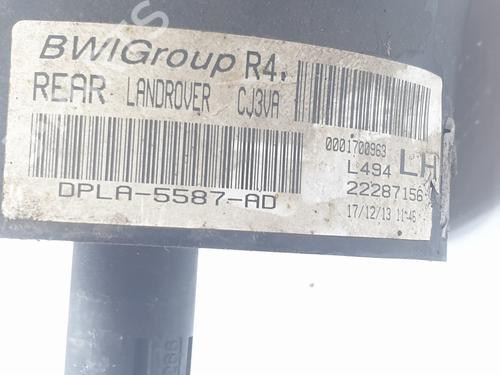 BWIGroup R4.
REAR LANDROVER CJ3VA
0001700963 LH
L494
22287156
DPLA-5587-AD
17/12/13 11:46